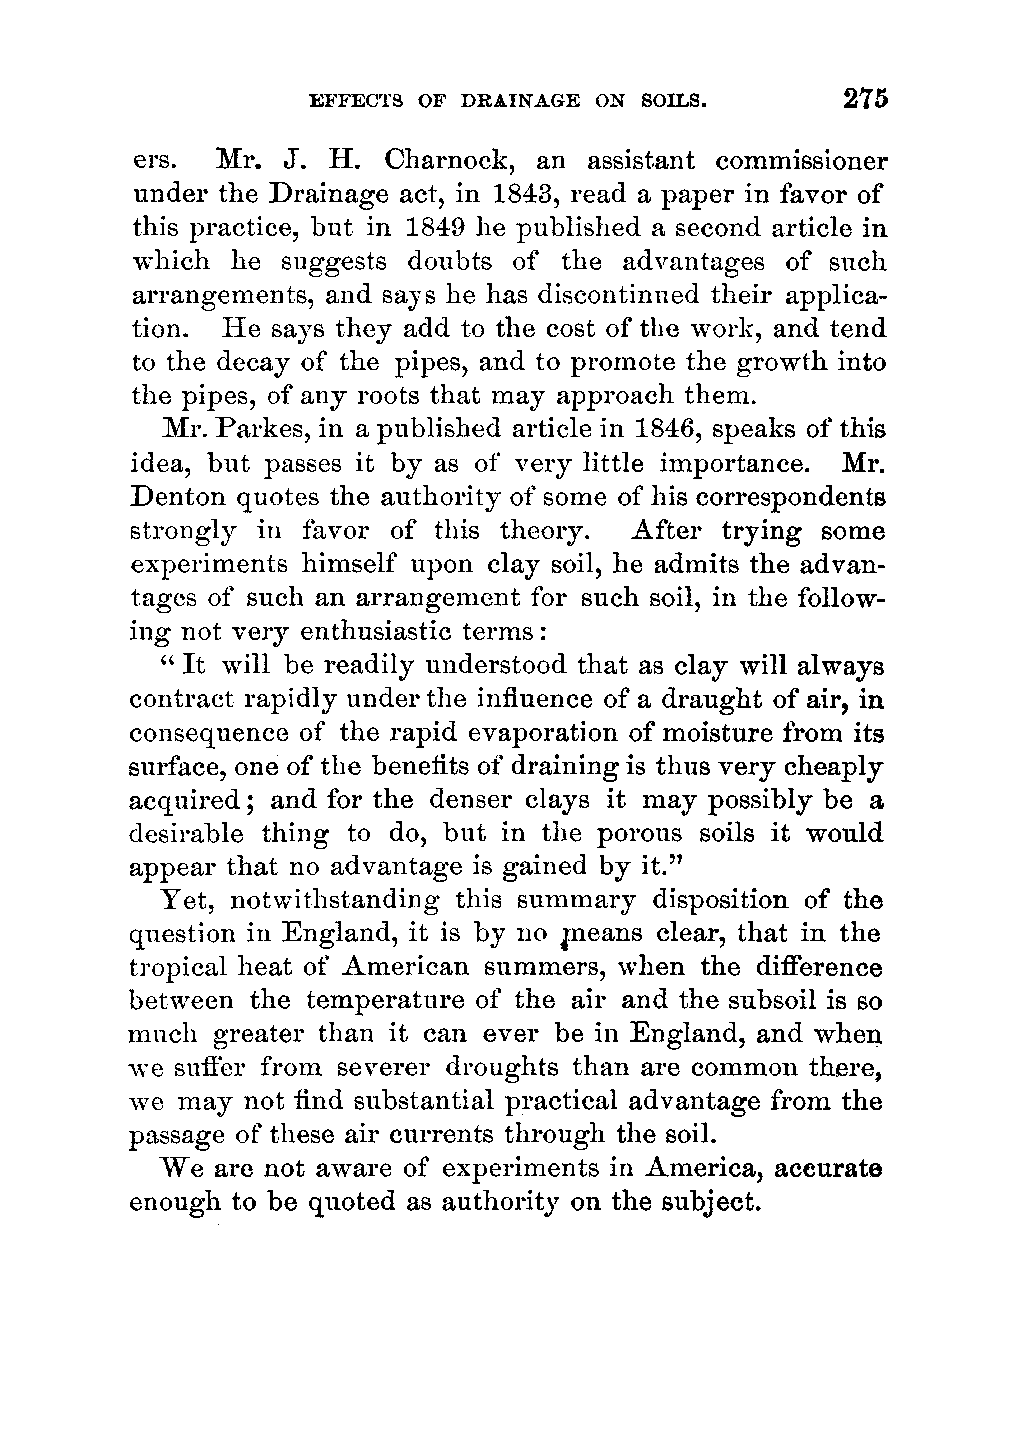 EFFECTS OF DRAINAGE ON SOILS. 275
ers. Mr. J. H. Charnock, an assistant commissioner
under the Drainage act, in 1843, read a paper in favor of
this practice, but in 1849 he published a second article in
which he suggests doubts of the advantages of such
arrangements, and says he has discontinued their applica-
tion. He says they add to the cost of the work, and tend
to the decay of the pipes, and to promote the growth into
the pipes, of any roots that may approach them.
Mr. Parkes, in a published article in 1846, speaks of this
idea, but passes it by as of very little importance. Mr.
Denton quotes the authority of some of his correspondents
strongly in favor of this theory. After trying some
experiments himself upon clay soil, he admits the advan-
tages of such an arrangement for such soil, in the follow-
ing not very enthusiastic terms:
"It will be readily understood that as clay will always
contract rapidly under the influence of a draught of air, in
consequence of the rapid evaporation of moisture from its
surface, one of the benefits of draining is thus very cheaply
acquired; and for the denser clays it may possibly be a
desirable thing to do, but in the porous soils it would
appear that no advantage is gained by it."
Yet, notwithstanding this summary disposition of the
question in England, it is by no means clear, that in the
tropical heat of American summers, when the difference
between the temperature of the air and the subsoil is so
much greater than it can ever be in England, and when
we suffer from severer droughts than are common there,
we may not find substantial practical advantage from the
passage of these air currents through the soil.
We are not aware of experiments in America, accurate
enough to be quoted as authority on the subject.